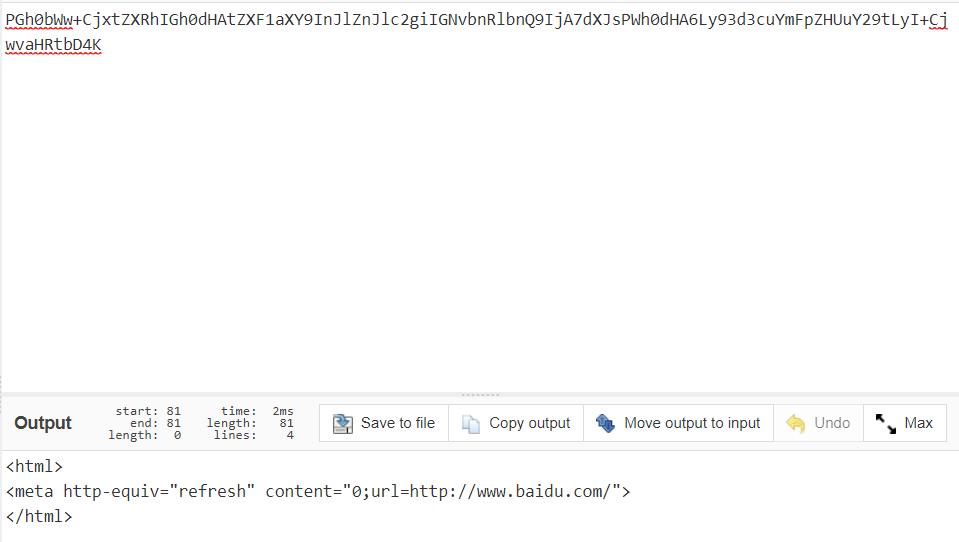 PGh0bWw+CjxtZXRhIGh0dHAtZXF1aXY9InJlZnJlc2giIGNvbnRlbnQ9IjA7dXJsPWh0dHA6Ly93d3cuYmFpZHUuY29tLyI+Cj
wvaHRtbD4K
Output start: 81 end: 81 length: 0 time: 2ms length: 81 lines: 4 Save to file Copy output Move output to input Undo Max
<html>
<meta http-equiv="refresh" content="0;url=http://www.baidu.com/">
</html>